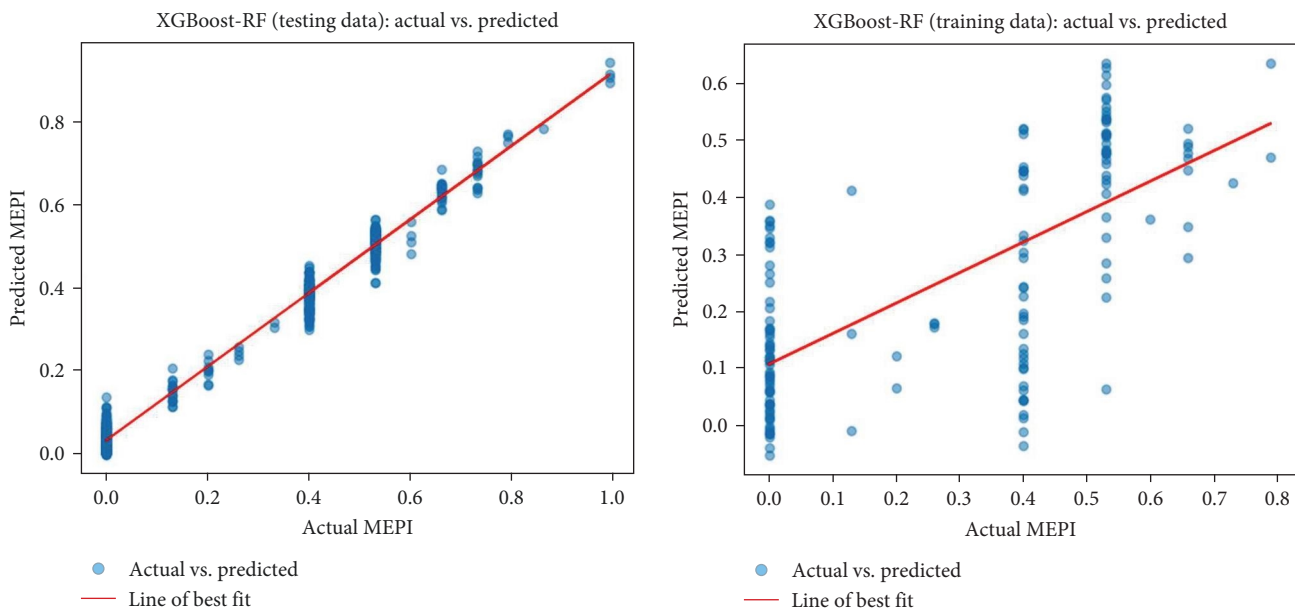 XGBoost-RF (testing data): actual vs. predicted
Predicted MEPI
0.8
0.6
0.4
0.2
0.0
0.0 0.2 0.4 0.6 0.8 1.0
Actual MEPI
Actual vs. predicted
Line of best fit
XGBoost-RF (training data): actual vs. predicted
Predicted MEPI
0.6
0.5
0.4
0.3
0.2
0.1
0.0
0.0 0.1 0.2 0.3 0.4 0.5 0.6 0.7 0.8
Actual MEPI
Actual vs. predicted
Line of best fit